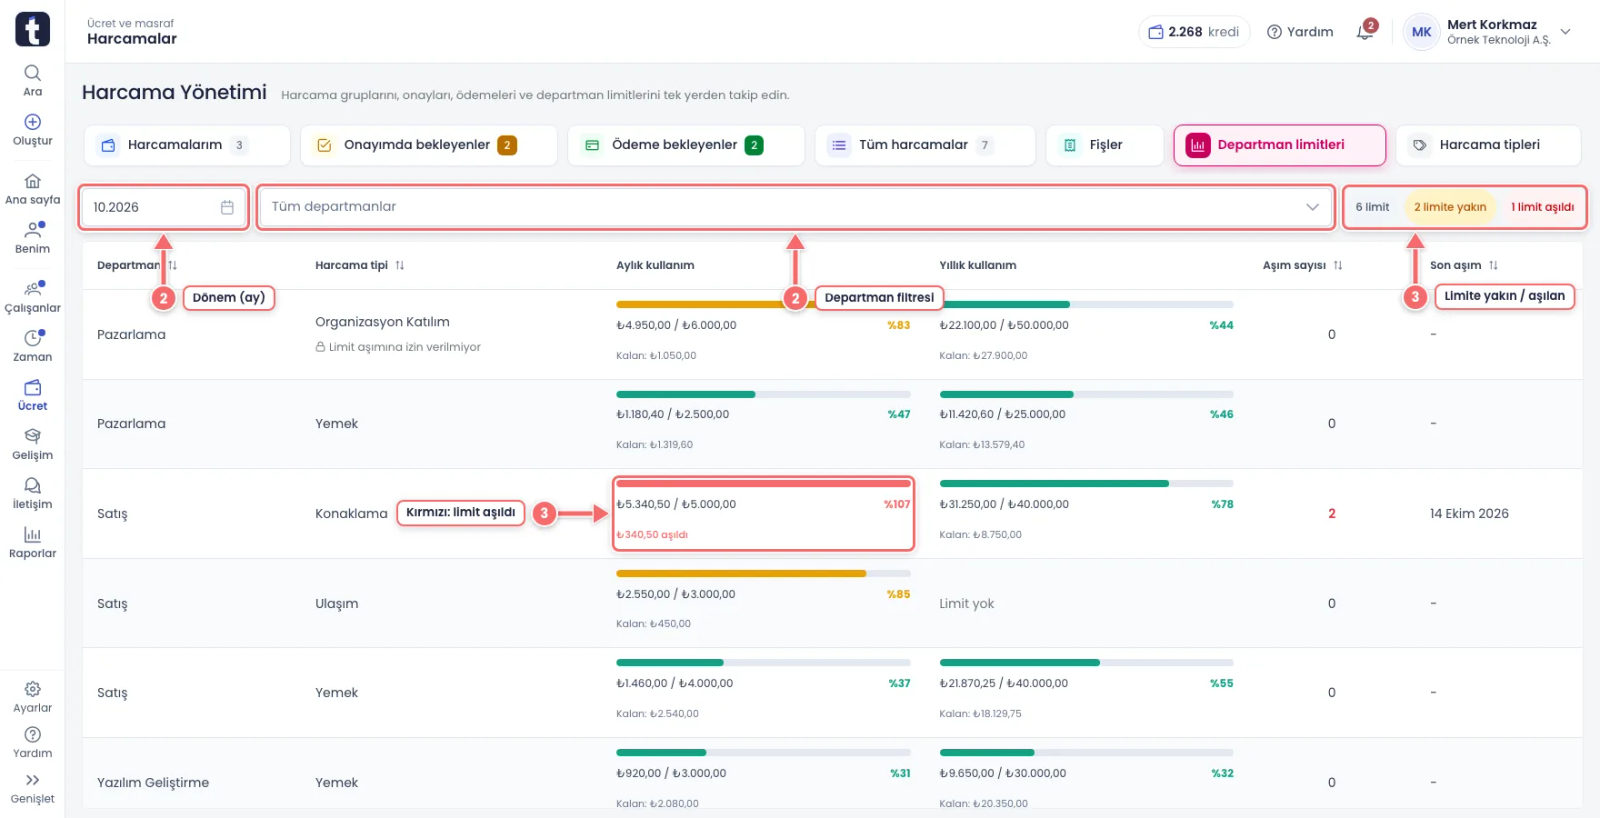 Ücret ve masraf
Harcamalar
2.268 kredi
Yardım
2
MK
Mert Korkmaz
Örnek Teknoloji A.Ş.
t
Ara
Oluştur
Ana sayfa
Benim
Çalışanlar
Zaman
Ücret
Gelişim
İletişim
Raporlar
Ayarlar
Yardım
Genişlet
Harcama Yönetimi
Harcama gruplarını, onayları, ödemeleri ve departman limitlerini tek yerden takip edin.
Harcamalarım 3
Onayımda bekleyenler 2
Ödeme bekleyenler 2
Tüm harcamalar 7
Fişler
Departman limitleri
Harcama tipleri
10.2026
Tüm departmanlar
6 limit
2 limite yakın
1 limit aşıldı
Departman
Harcama tipi
Aylık kullanım
Yıllık kullanım
Aşım sayısı
Son aşım
2 Dönem (ay)
2 Departman filtresi
3 Limite yakın / aşılan
Pazarlama
Organizasyon Katılım
Limit aşımına izin verilmiyor
₺4.950,00 / ₺6.000,00 %83
Kalan: ₺1.050,00
₺22.100,00 / ₺50.000,00 %44
Kalan: ₺27.900,00
0
-
Pazarlama
Yemek
₺1.180,40 / ₺2.500,00 %47
Kalan: ₺1.319,60
₺11.420,60 / ₺25.000,00 %46
Kalan: ₺13.579,40
0
-
Satış
Konaklama
Kırmızı: limit aşıldı 3
₺5.340,50 / ₺5.000,00 %107
₺340,50 aşıldı
₺31.250,00 / ₺40.000,00 %78
Kalan: ₺8.750,00
2
14 Ekim 2026
Satış
Ulaşım
₺2.550,00 / ₺3.000,00 %85
Kalan: ₺450,00
Limit yok
0
-
Satış
Yemek
₺1.460,00 / ₺4.000,00 %37
Kalan: ₺2.540,00
₺21.870,25 / ₺40.000,00 %55
Kalan: ₺18.129,75
0
-
Yazılım Geliştirme
Yemek
₺920,00 / ₺3.000,00 %31
Kalan: ₺2.080,00
₺9.650,00 / ₺30.000,00 %32
Kalan: ₺20.350,00
0
-